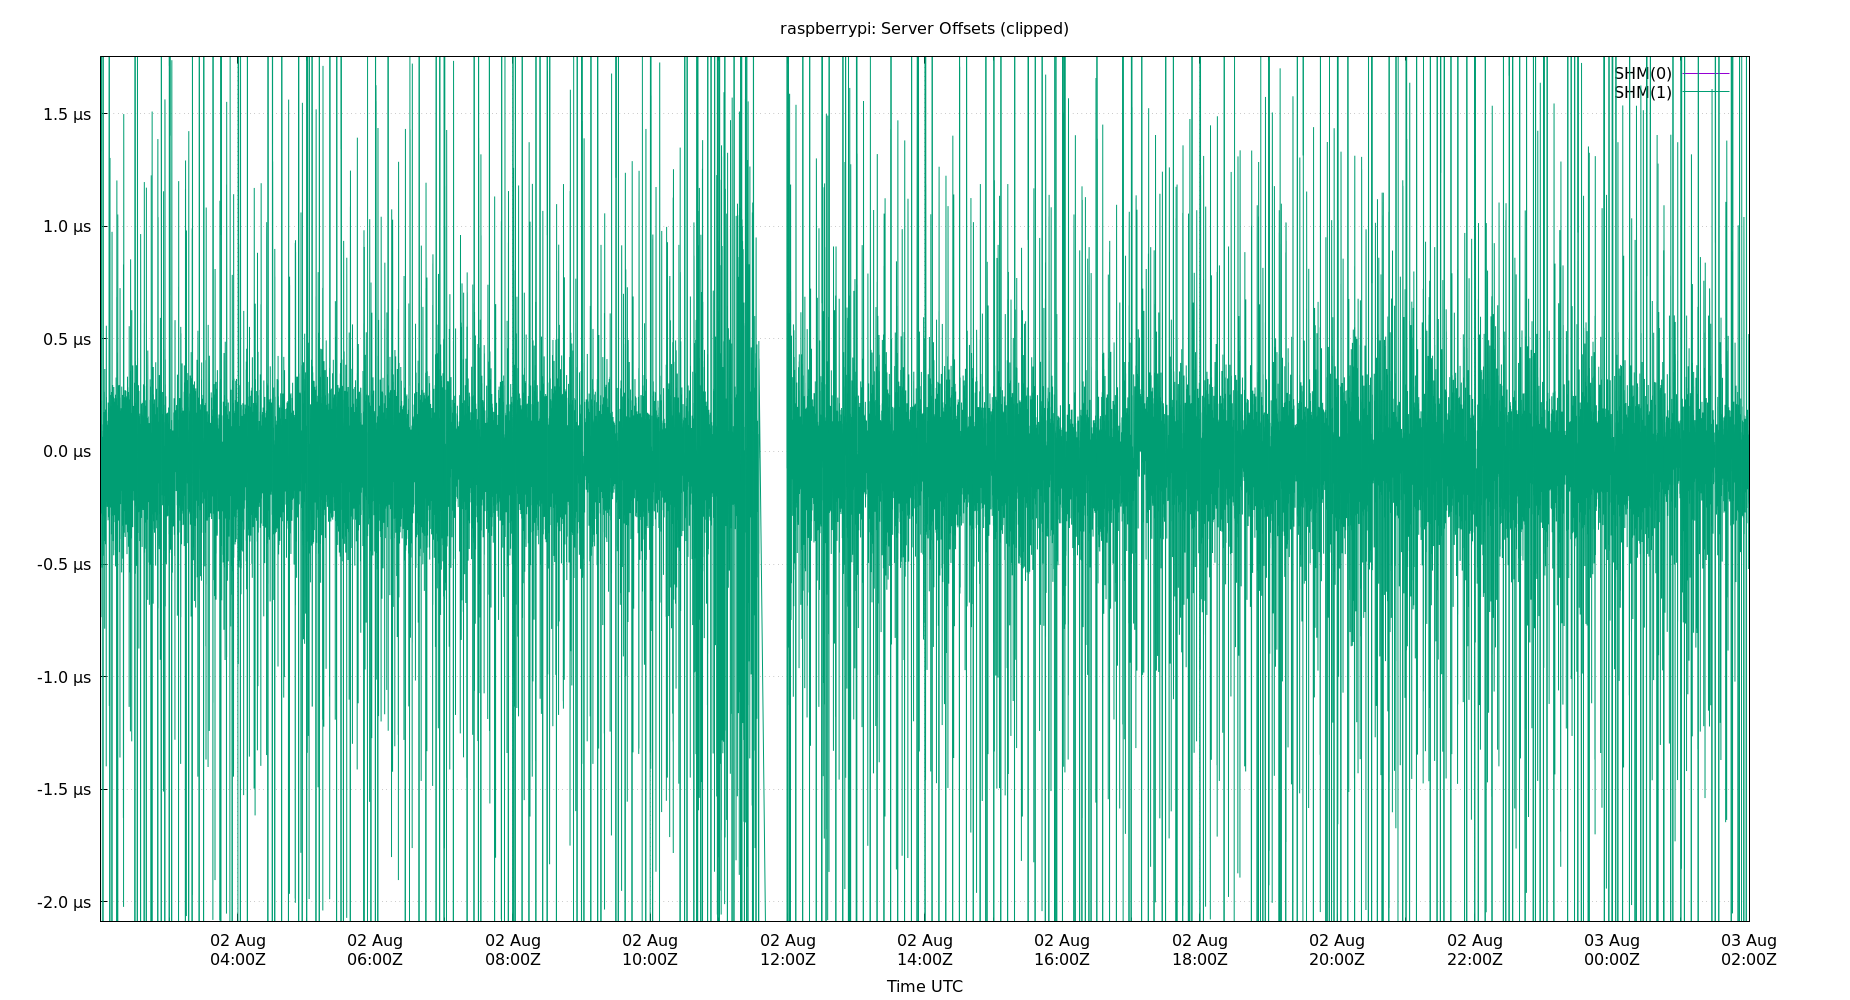 raspberrypi: Server Offsets (clipped)
SHM(0)
SHM(1)
1.5 µs
1.0 µs
0.5 µs
0.0 µs
-0.5 µs
-1.0 µs
-1.5 µs
-2.0 µs
02 Aug 02 Aug 02 Aug 02 Aug 02 Aug 02 Aug 02 Aug 02 Aug 02 Aug 02 Aug 03 Aug 03 Aug
04:00Z 06:00Z 08:00Z 10:00Z 12:00Z 14:00Z 16:00Z 18:00Z 20:00Z 22:00Z 00:00Z 02:00Z
Time UTC